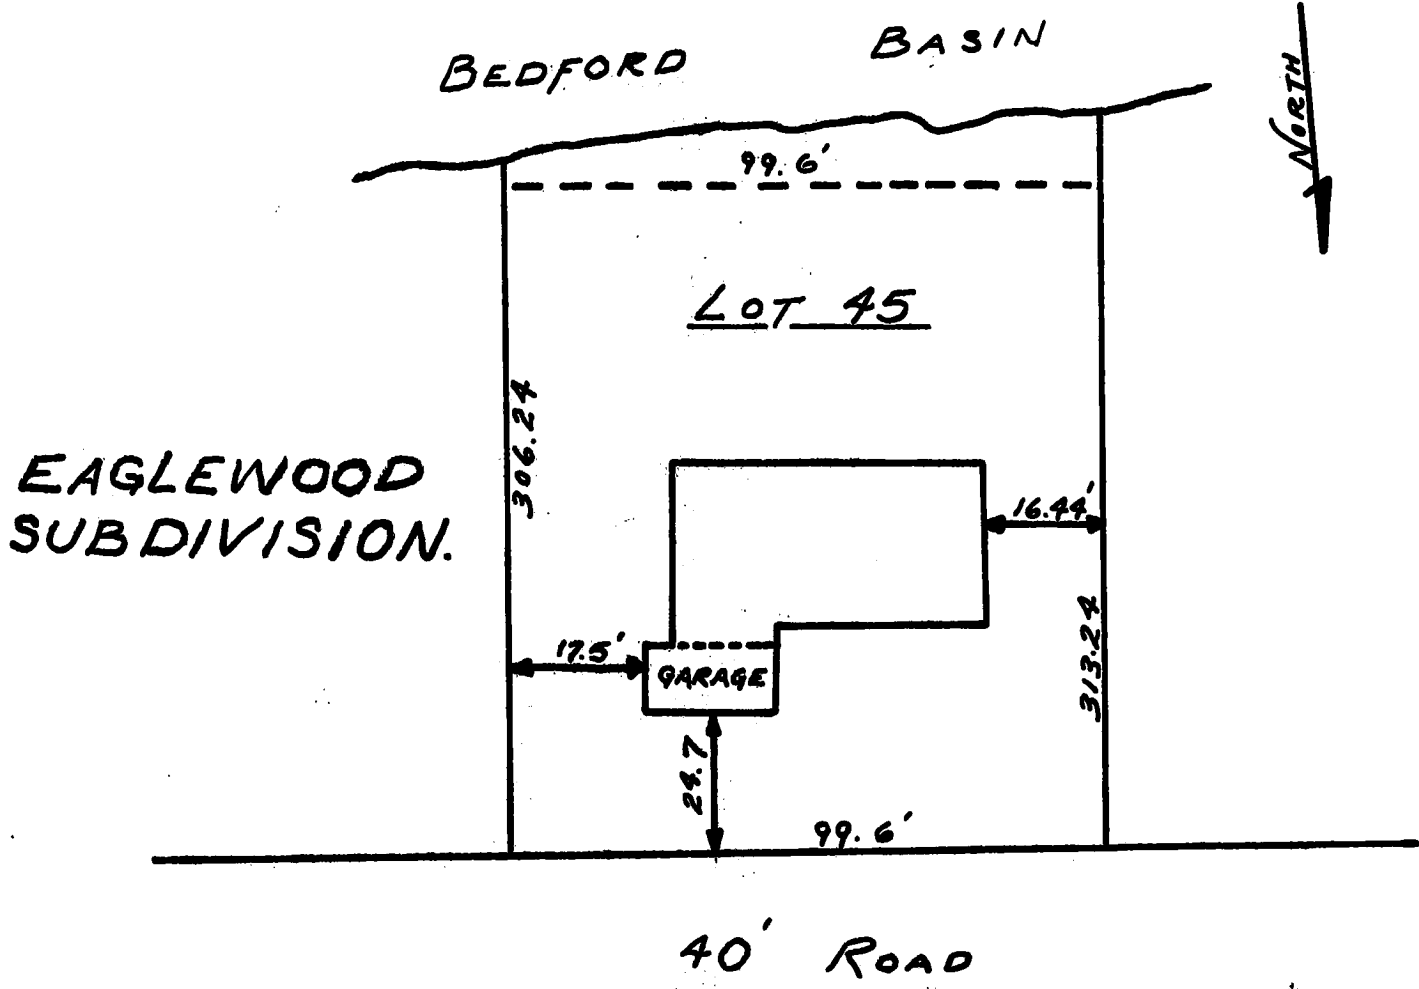 BEDFORD BASIN
NORTH
99.6'
LOT 45
306.24
EAGLEWOOD
SUBDIVISION.
16.44'
313.24
17.5'
GARAGE
24.7
99.6'
40' ROAD